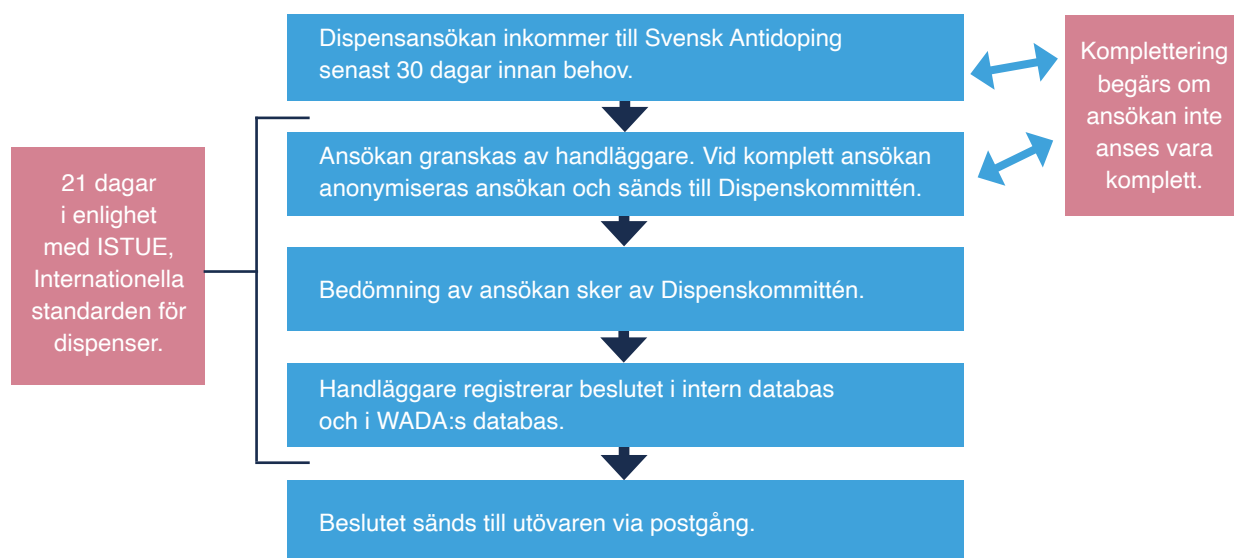 Dispensansökan inkommer till Svensk Antidoping
senast 30 dagar innan behov.
Komplettering
begärs om
ansökan inte
anses vara
komplett.
21 dagar
i enlighet
med ISTUE,
Internationella
standarden för
dispenser.
Ansökan granskas av handläggare. Vid komplett ansökan
anonymiseras ansökan och sänds till Dispenskommittén.
Bedömning av ansökan sker av Dispenskommittén.
Handläggare registrerar beslutet i intern databas
och i WADA:s databas.
Beslutet sänds till utövaren via postgång.